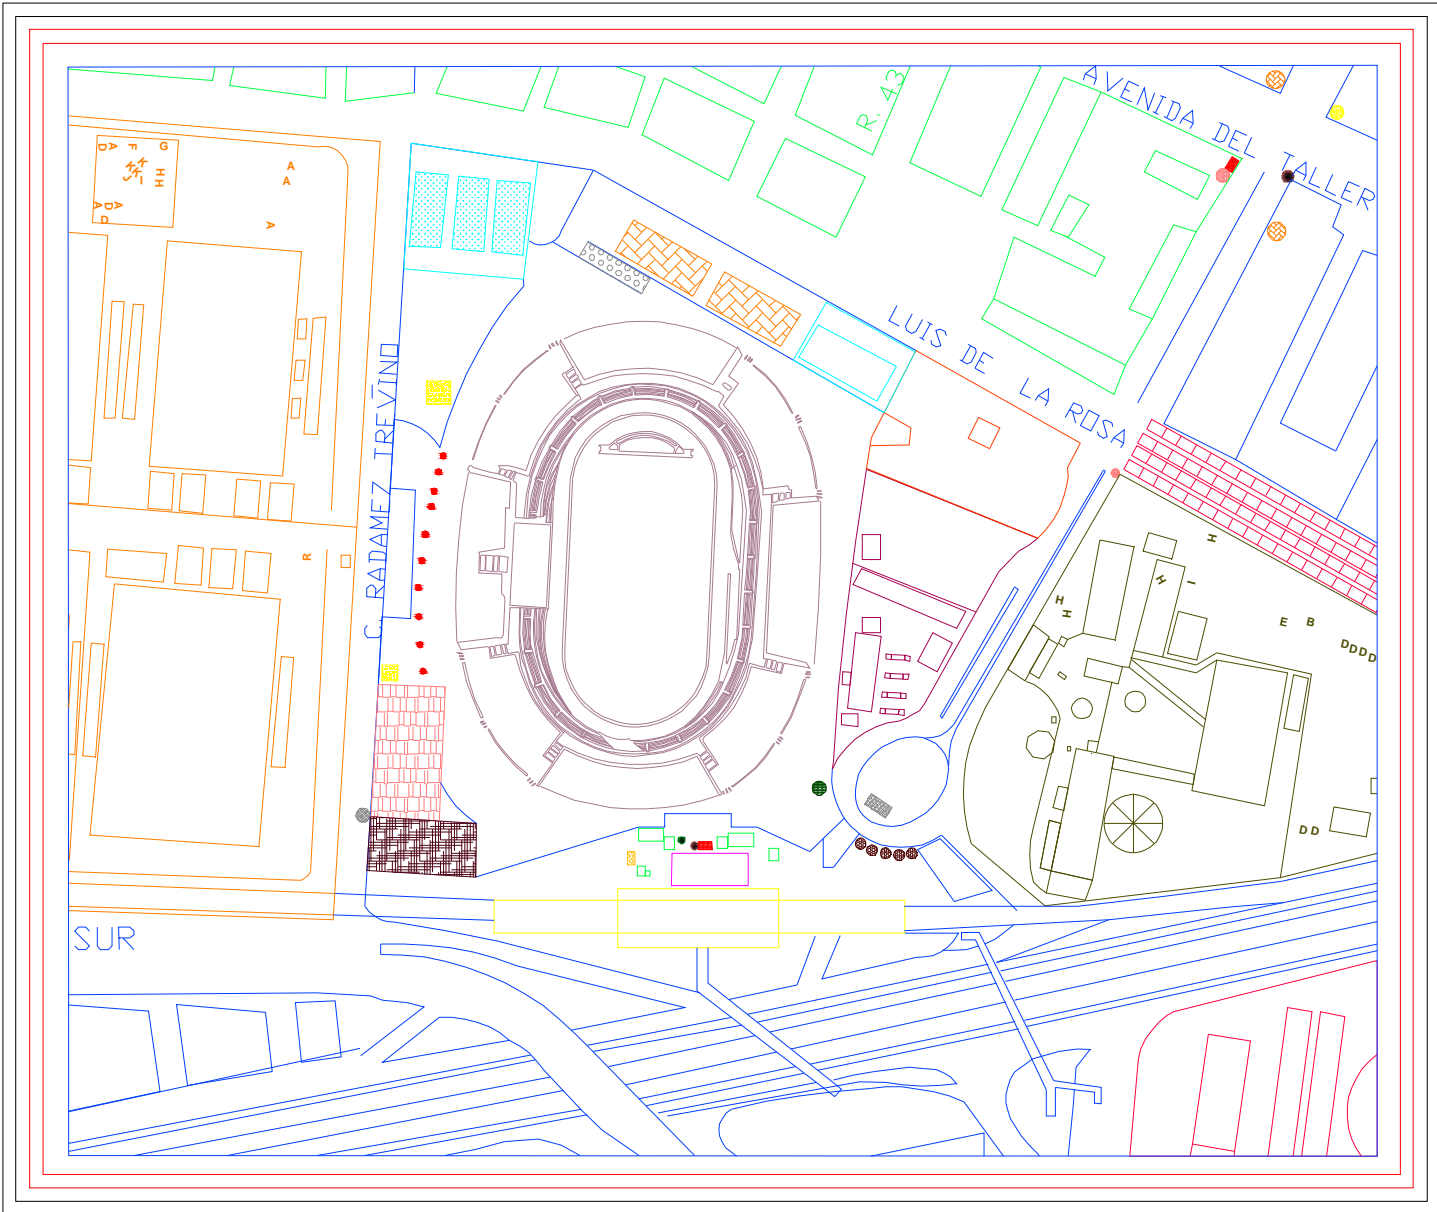 AVENIDA DEL TALLER
R. 43
LUIS DE LA ROSA
C. RADAMEZ TREVIÑO
SUR
D A F G
K K K J I
H H
A A
A D A
D
A
R
H
H I
H H
E B
D D D D
D D